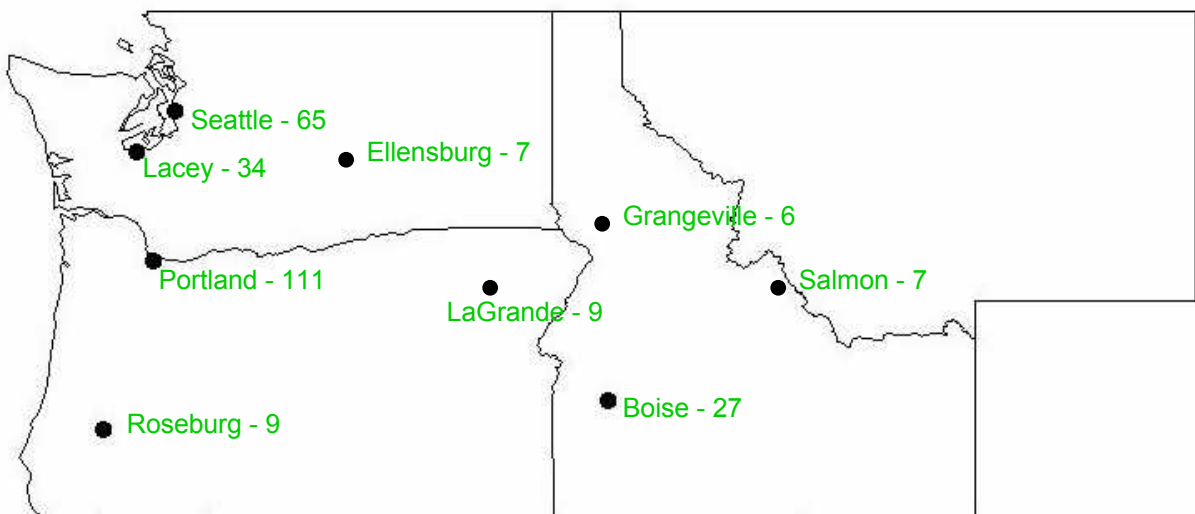 Seattle - 65
Ellensburg - 7
Lacey - 34
Grangeville - 6
Portland - 111
Salmon - 7
LaGrande - 9
Boise - 27
Roseburg - 9